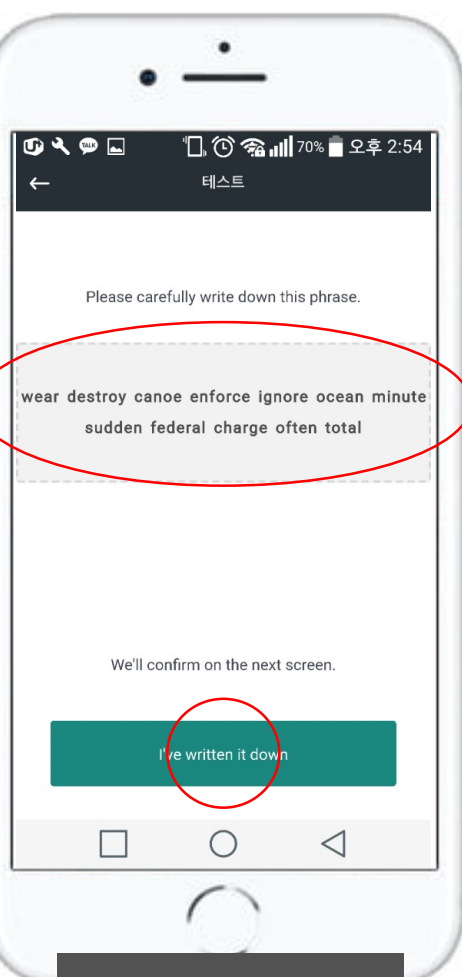 TALK 70% 오후 2:54
테스트
Please carefully write down this phrase.
wear destroy canoe enforce ignore ocean minute
sudden federal charge often total
We'll confirm on the next screen.
I've written it down